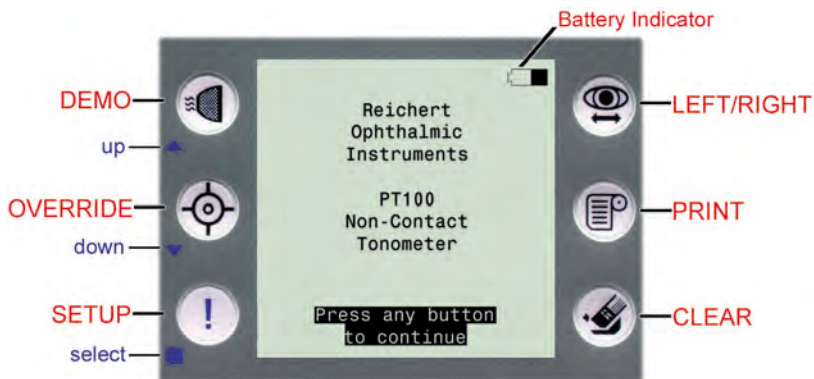 Battery Indicator
DEMO
up
OVERRIDE
down
SETUP
select
Reichert
Ophthalmic
Instruments
PT100
Non-Contact
Tonometer
Press any button
to continue
LEFT/RIGHT
PRINT
CLEAR